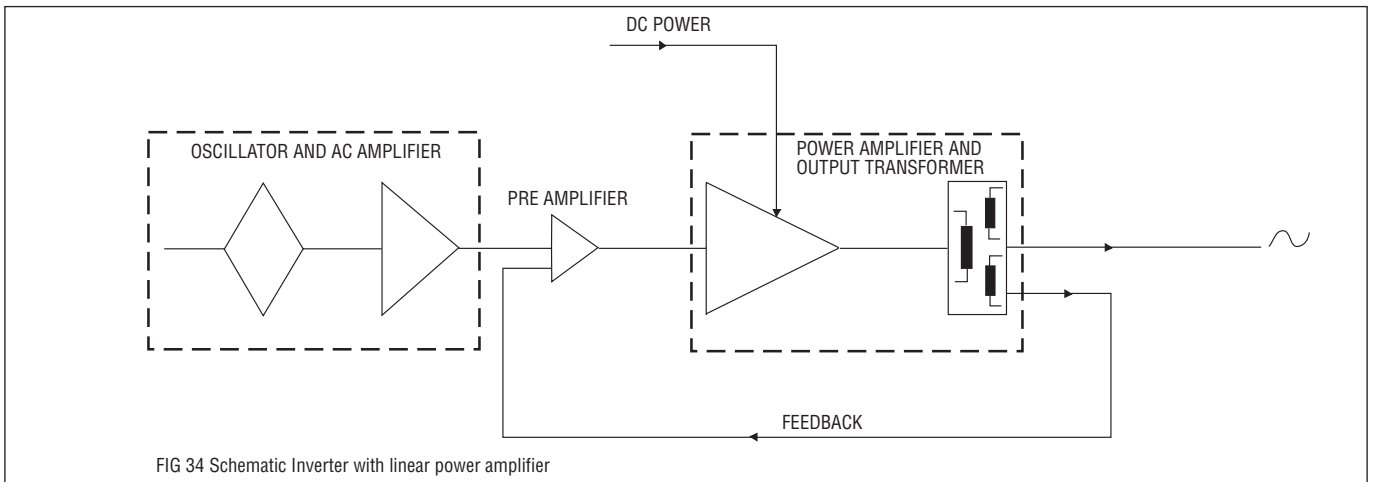 DC POWER
OSCILLATOR AND AC AMPLIFIER
POWER AMPLIFIER AND
OUTPUT TRANSFORMER
PRE AMPLIFIER
FEEDBACK
FIG 34 Schematic Inverter with linear power amplifier